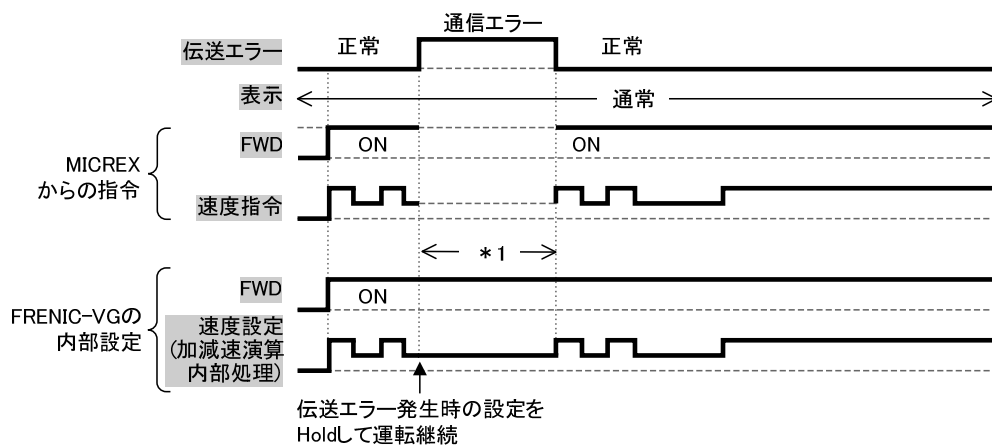 通信エラー
伝送エラー
正常
正常
表示
通常
MICREX
からの指令
FWD
ON
ON
速度指令
*1
FRENIC-VGの
内部設定
FWD
ON
速度設定
(加減速演算
内部処理)
伝送エラー発生時の設定を
Holdして運転継続